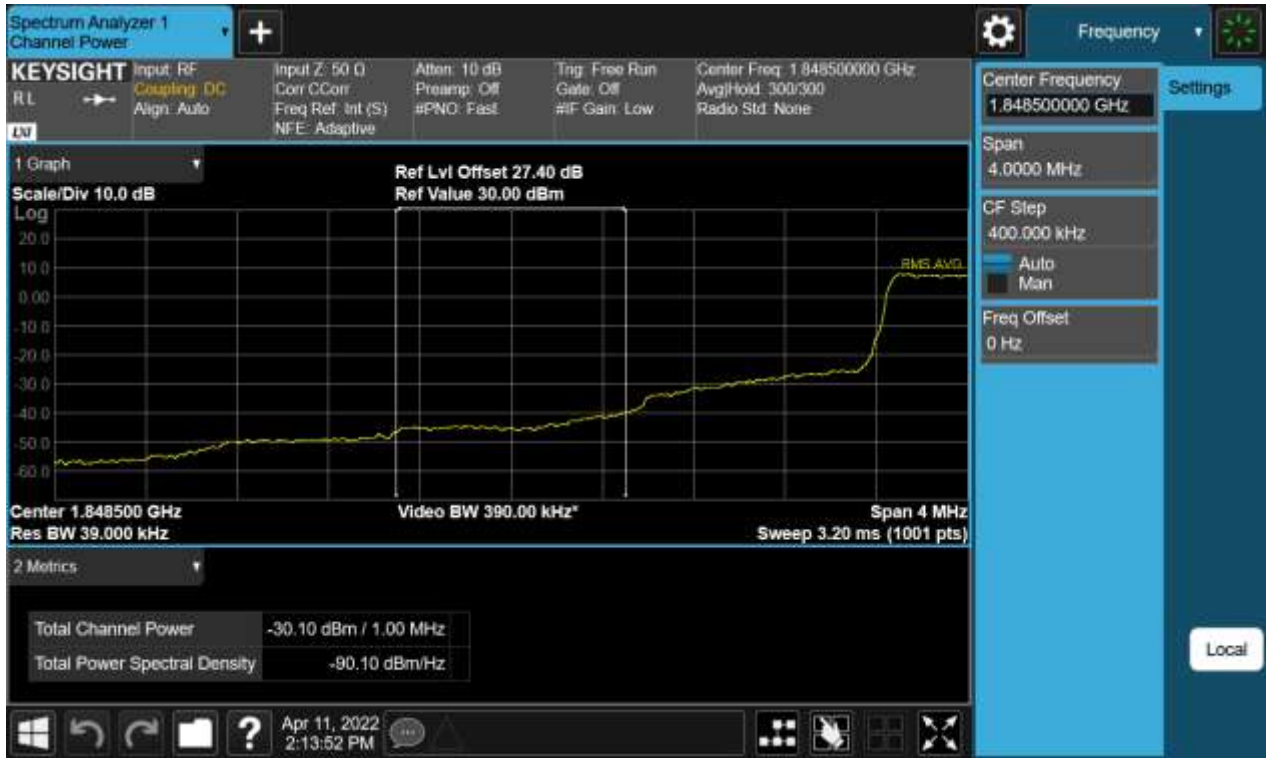 Spectrum Analyzer 1
Channel Power
+
Frequency
KEYSIGHT
RL
LXI
Input: RF
Coupling: DC
Align: Auto
Input Z: 50 Ω
Corr CCorr
Freq Ref: Int (S)
NFE: Adaptive
Atten: 10 dB
Preamp: Off
#PNO: Fast
Trig: Free Run
Gate: Off
#IF Gain: Low
Center Freq: 1.848500000 GHz
Avg|Hold: 300/300
Radio Std: None
Center Frequency
1.848500000 GHz
Settings
Span
4.0000 MHz
CF Step
400.000 kHz
Auto
Man
Freq Offset
0 Hz
Local
1 Graph
Scale/Div 10.0 dB
Ref Lvl Offset 27.40 dB
Ref Value 30.00 dBm
Log
20.0
10.0
0.00
-10.0
-20.0
-30.0
-40.0
-50.0
-60.0
RMS AVG
Center 1.848500 GHz
Video BW 390.00 kHz*
Span 4 MHz
Res BW 39.000 kHz
Sweep 3.20 ms (1001 pts)
2 Metrics
Total Channel Power -30.10 dBm / 1.00 MHz
Total Power Spectral Density -90.10 dBm/Hz
?
Apr 11, 2022
2:13:52 PM